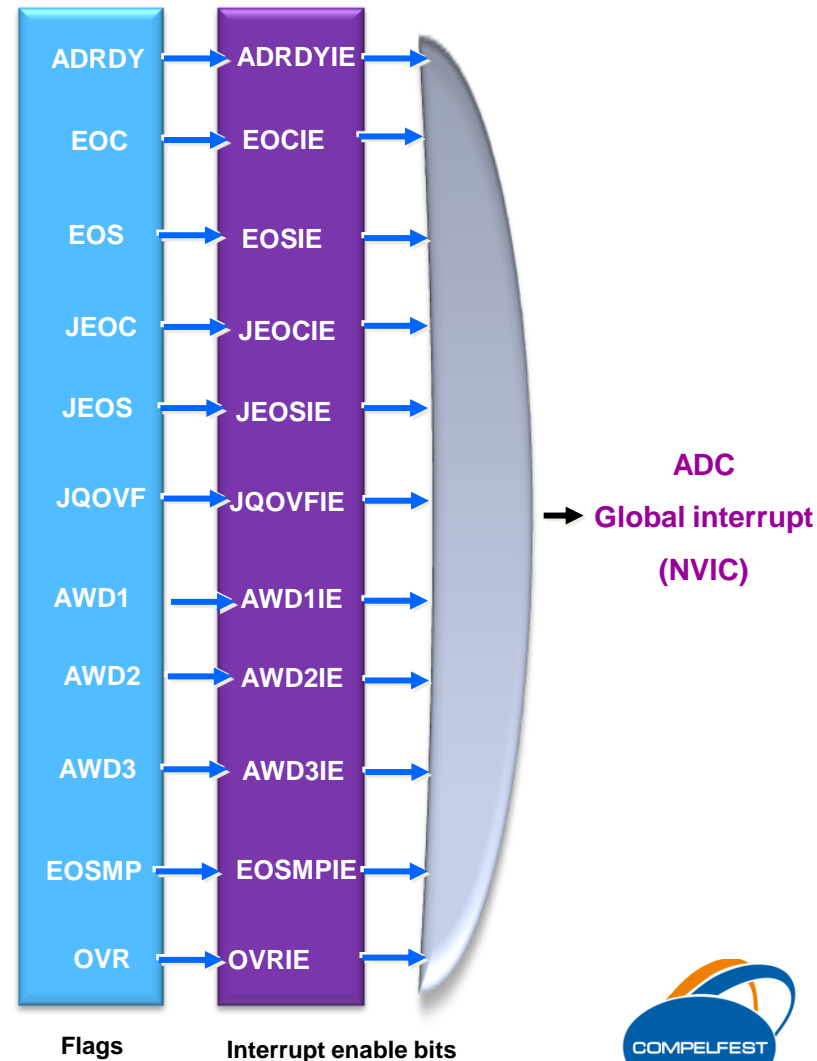 ADRDY ADRDYIE
EOC EOCIE
EOS EOSIE
JEOC JEOCIE
JEOS JEOSIE
JQOVF JQOVFIE
AWD1 AWD1IE
AWD2 AWD2IE
AWD3 AWD3IE
EOSMP EOSMPIE
OVR OVRIE
Flags
Interrupt enable bits
ADC
Global interrupt
(NVIC)
COMPELFEST